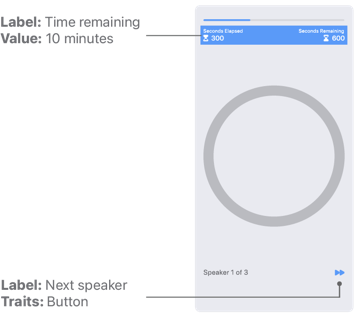 Label: Time remaining
Value: 10 minutes
Seconds Elapsed
300
Seconds Remaining
600
Speaker 1 of 3
Label: Next speaker
Traits: Button